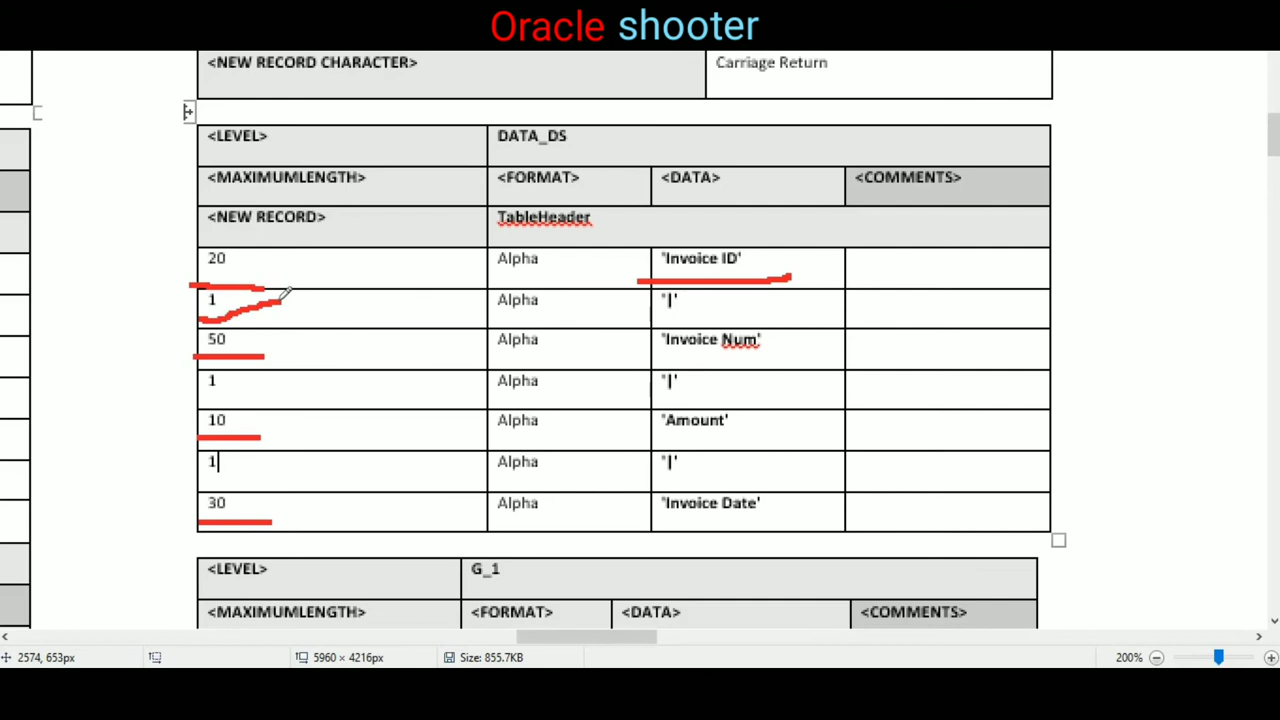 Oracle shooter
<NEW RECORD CHARACTER> Carriage Return
<LEVEL> DATA_DS
<MAXIMUMLENGTH> <FORMAT> <DATA> <COMMENTS>
<NEW RECORD> TableHeader
20 Alpha 'Invoice ID'
1 Alpha '|'
50 Alpha 'Invoice Num'
1 Alpha '|'
10 Alpha 'Amount'
1 Alpha '|'
30 Alpha 'Invoice Date'
<LEVEL> G_1
<MAXIMUMLENGTH> <FORMAT> <DATA> <COMMENTS>
2574, 653px 5960 × 4216px Size: 855.7KB 200%